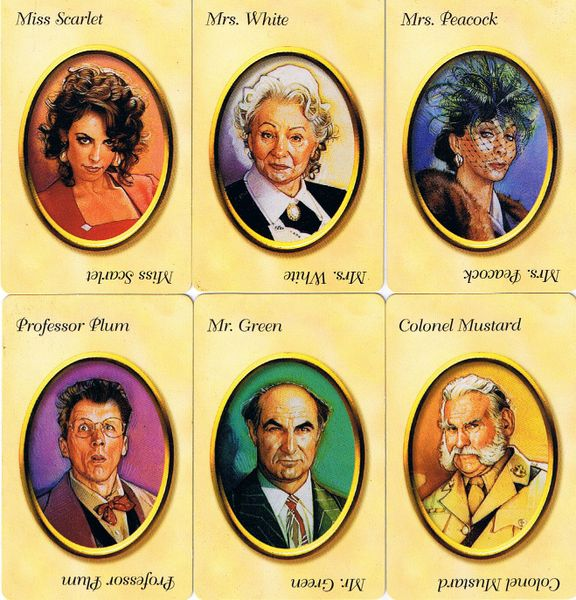 Miss Scarlet
Mrs. White
Mrs. Peacock
Miss Scarlet
Mrs. White
Mrs. Peacock
Professor Plum
Mr. Green
Colonel Mustard
Professor
Plum
Mr. Green
Colonel Mustard